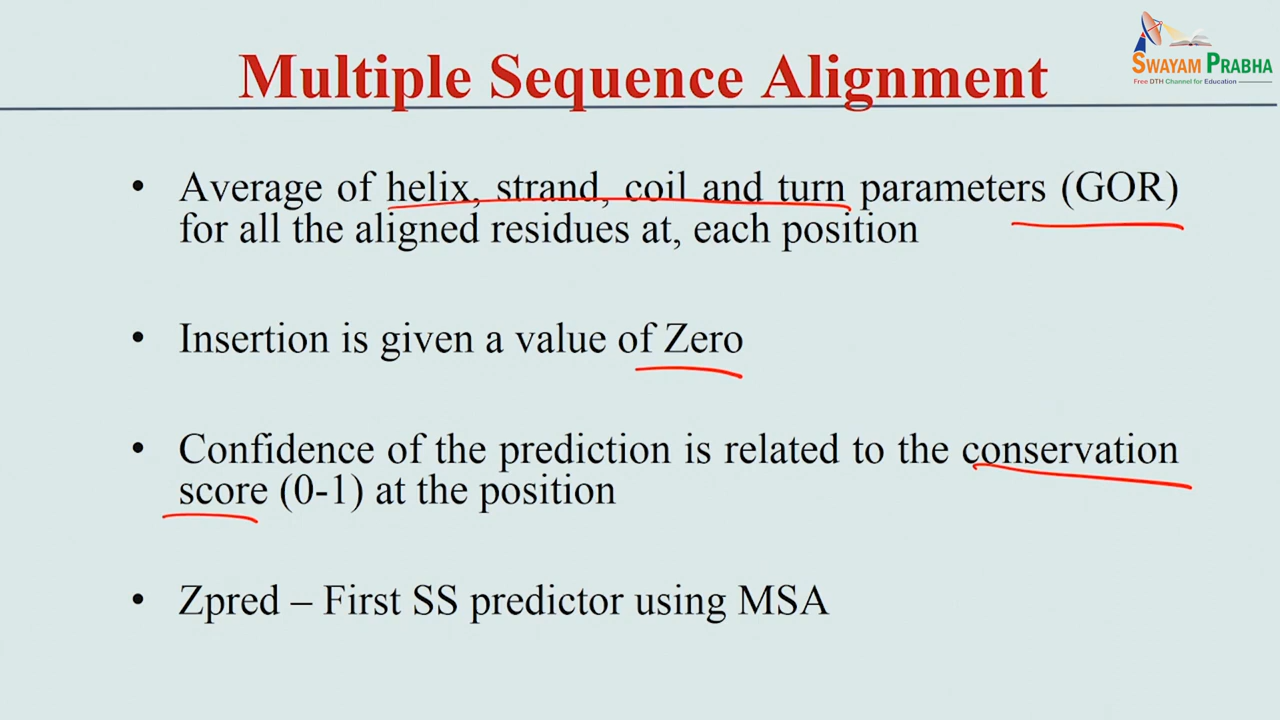 SWAYAM PRABHA
Free DTH Channel for Education
Multiple Sequence Alignment
• Average of helix, strand, coil and turn parameters (GOR)
for all the aligned residues at, each position
• Insertion is given a value of Zero
• Confidence of the prediction is related to the conservation
score (0-1) at the position
• Zpred – First SS predictor using MSA